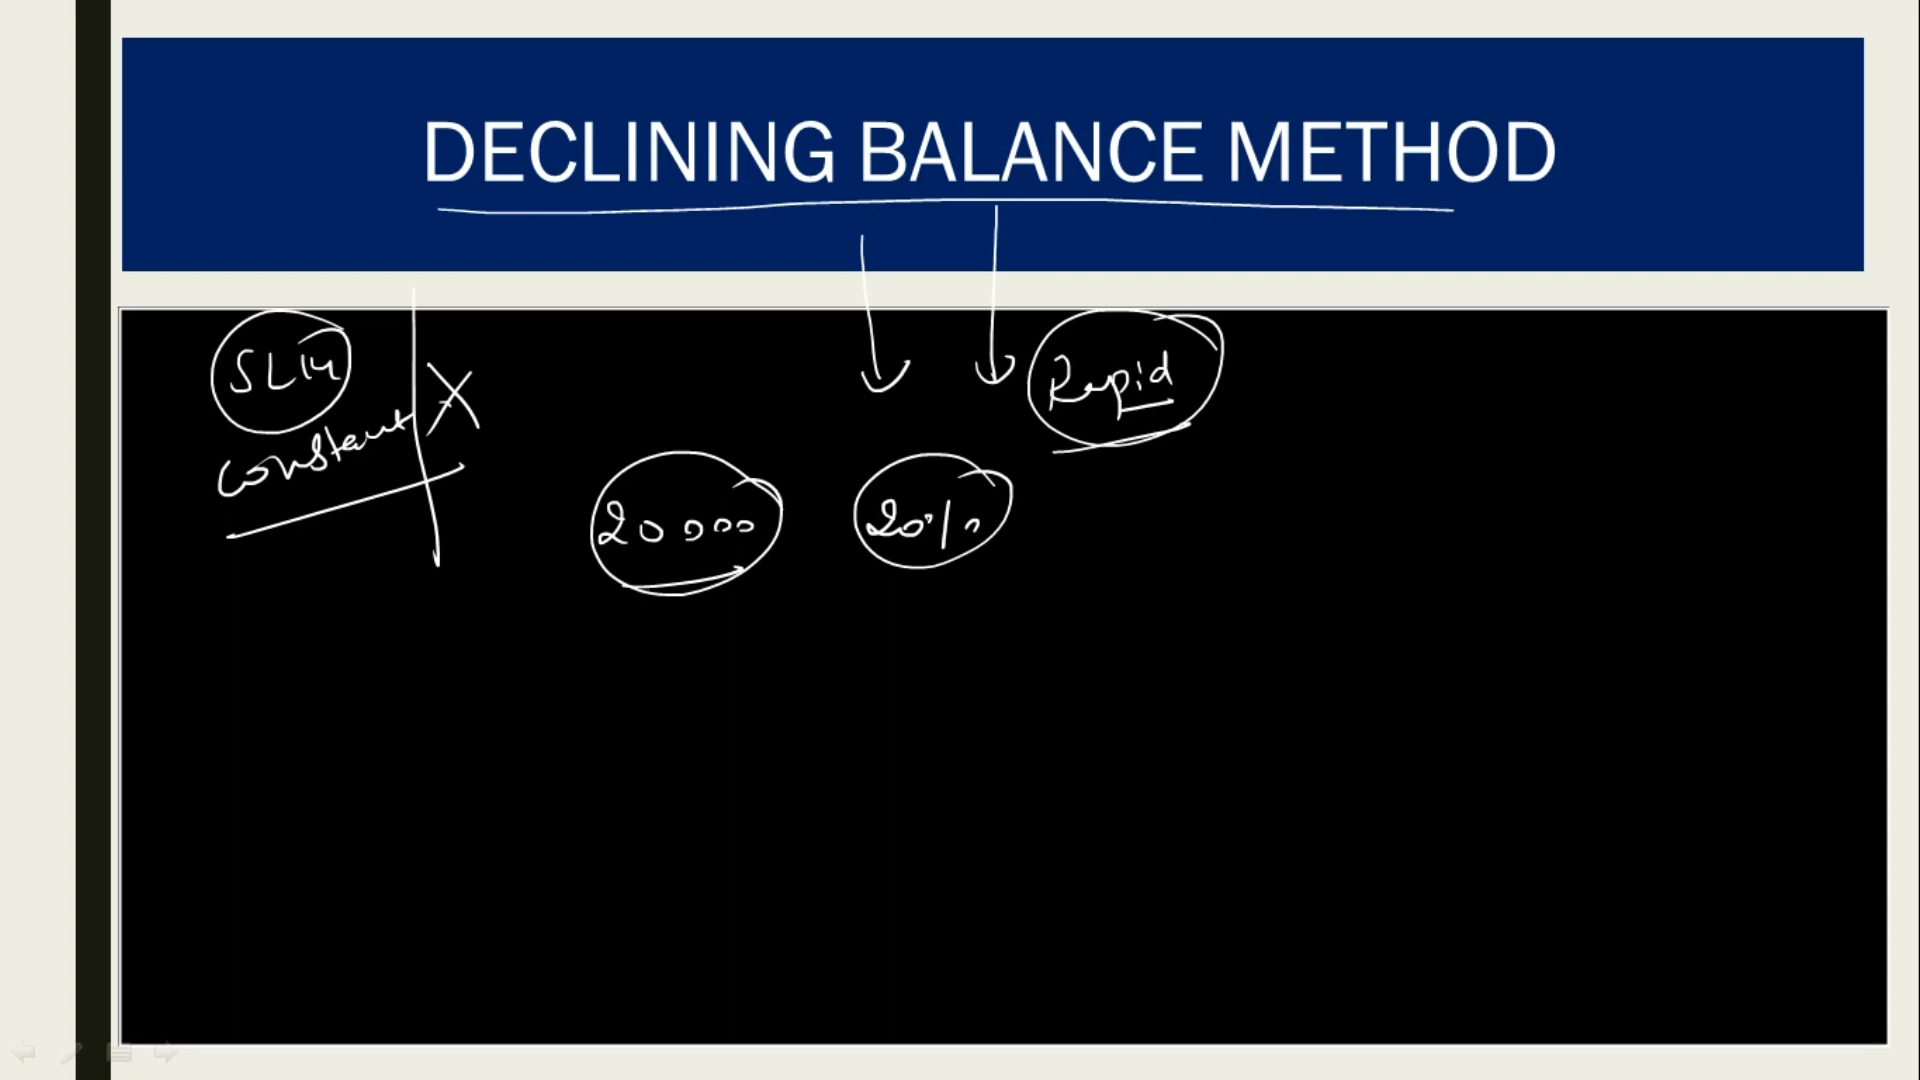 DECLINING BALANCE METHOD
SLM
Rapid
constant
X
20000
20%